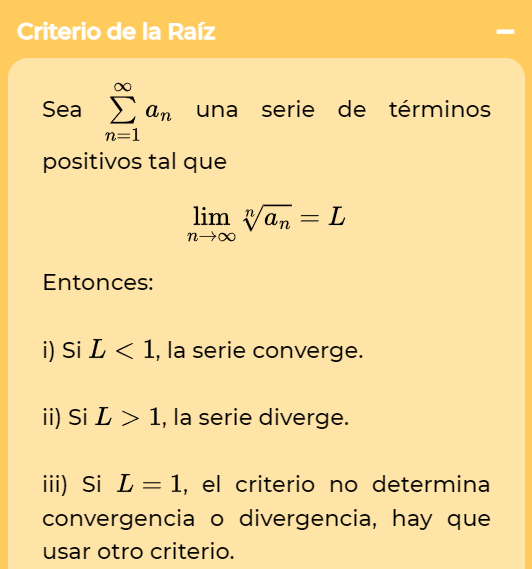 Criterio de la Raíz
Sea $\sum_{n=1}^{\infty} a_n$ una serie de términos
positivos tal que
$\lim_{n \to \infty} \sqrt[n]{a_n} = L$
Entonces:
i) Si $L < 1$, la serie converge.
ii) Si $L > 1$, la serie diverge.
iii) Si $L = 1$, el criterio no determina
convergencia o divergencia, hay que
usar otro criterio.